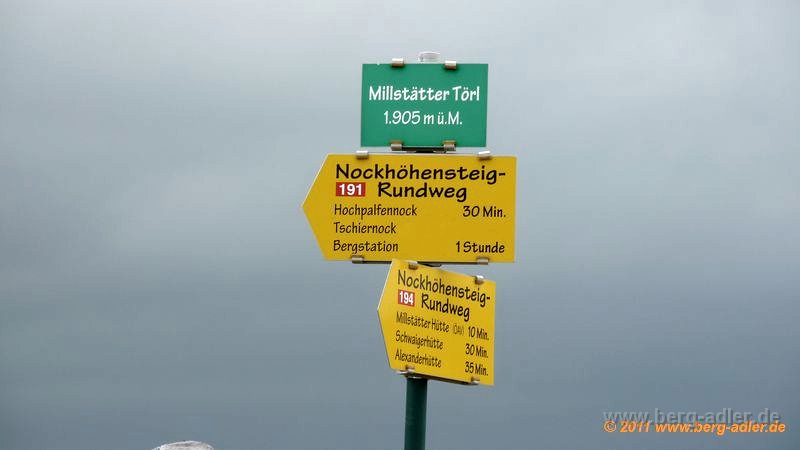 Millstätter Törl
1.905 m ü.M.
Nockhöhensteig-
191 Rundweg
Hochpalfennock 30 Min.
Tschiernock
Bergstation 1 Stunde
Nockhöhensteig-
194 Rundweg
Millstätter Hütte (ÖAV) 10 Min.
Schwaigerhütte 30 Min.
Alexanderhütte 35 Min.
www.berg-adler.de
© 2011 www.berg-adler.de